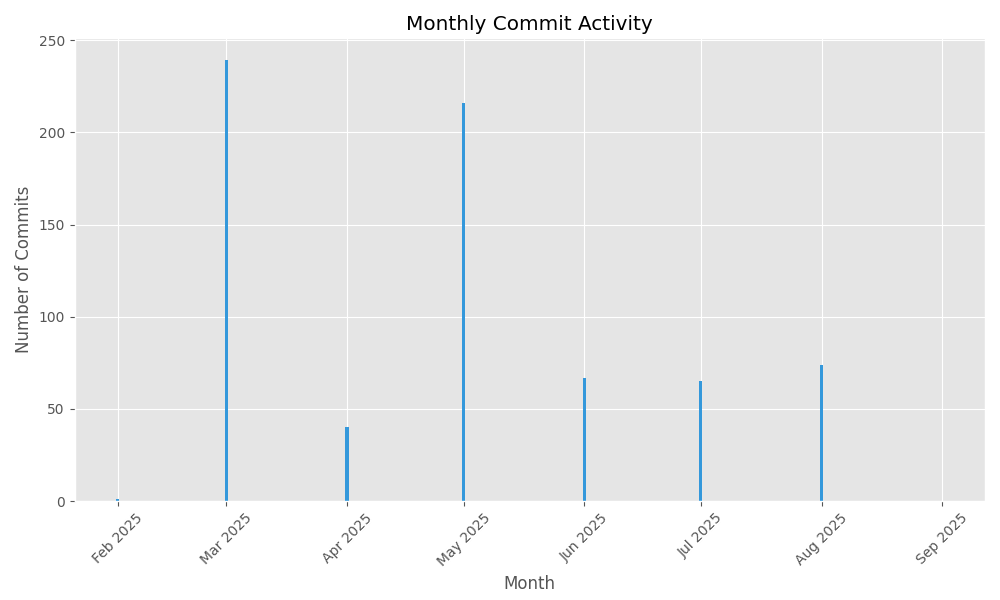 Monthly Commit Activity
250
200
150
100
50
0
Number of Commits
Feb 2025
Mar 2025
Apr 2025
May 2025
Jun 2025
Jul 2025
Aug 2025
Sep 2025
Month